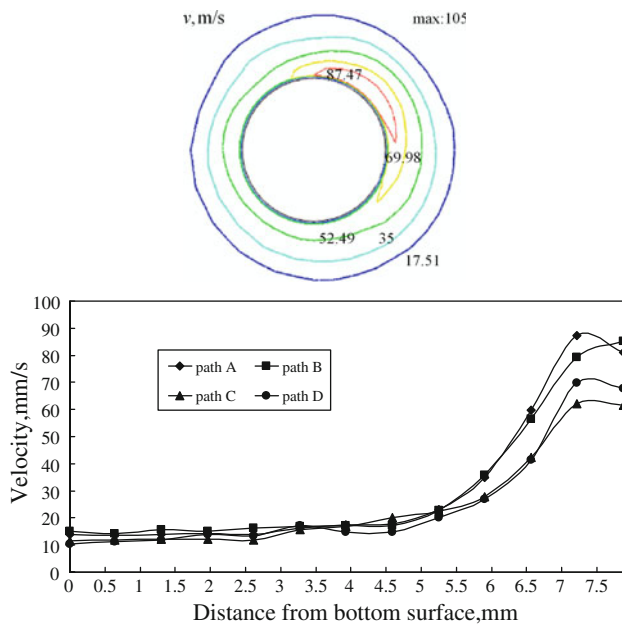 v,m/s
max:105
87.47
69.98
52.49
35
17.51
Velocity,mm/s
100
90
80
70
60
50
40
30
20
10
0
path A
path B
path C
path D
0 0.5 1 1.5 2 2.5 3 3.5 4 4.5 5 5.5 6 6.5 7 7.5
Distance from bottom surface,mm